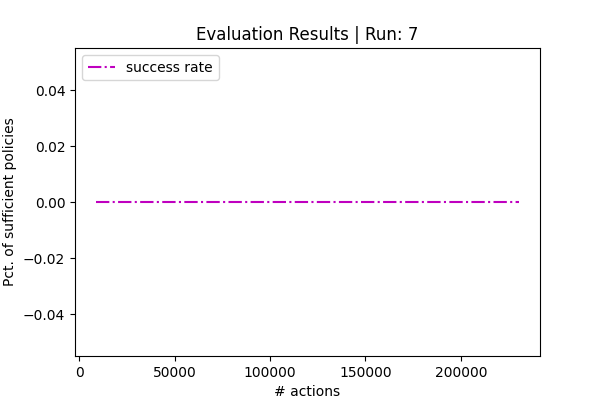 Evaluation Results | Run: 7
success rate
Pct. of sufficient policies
0.04
0.02
0.00
−0.02
−0.04
0 50000 100000 150000 200000
# actions